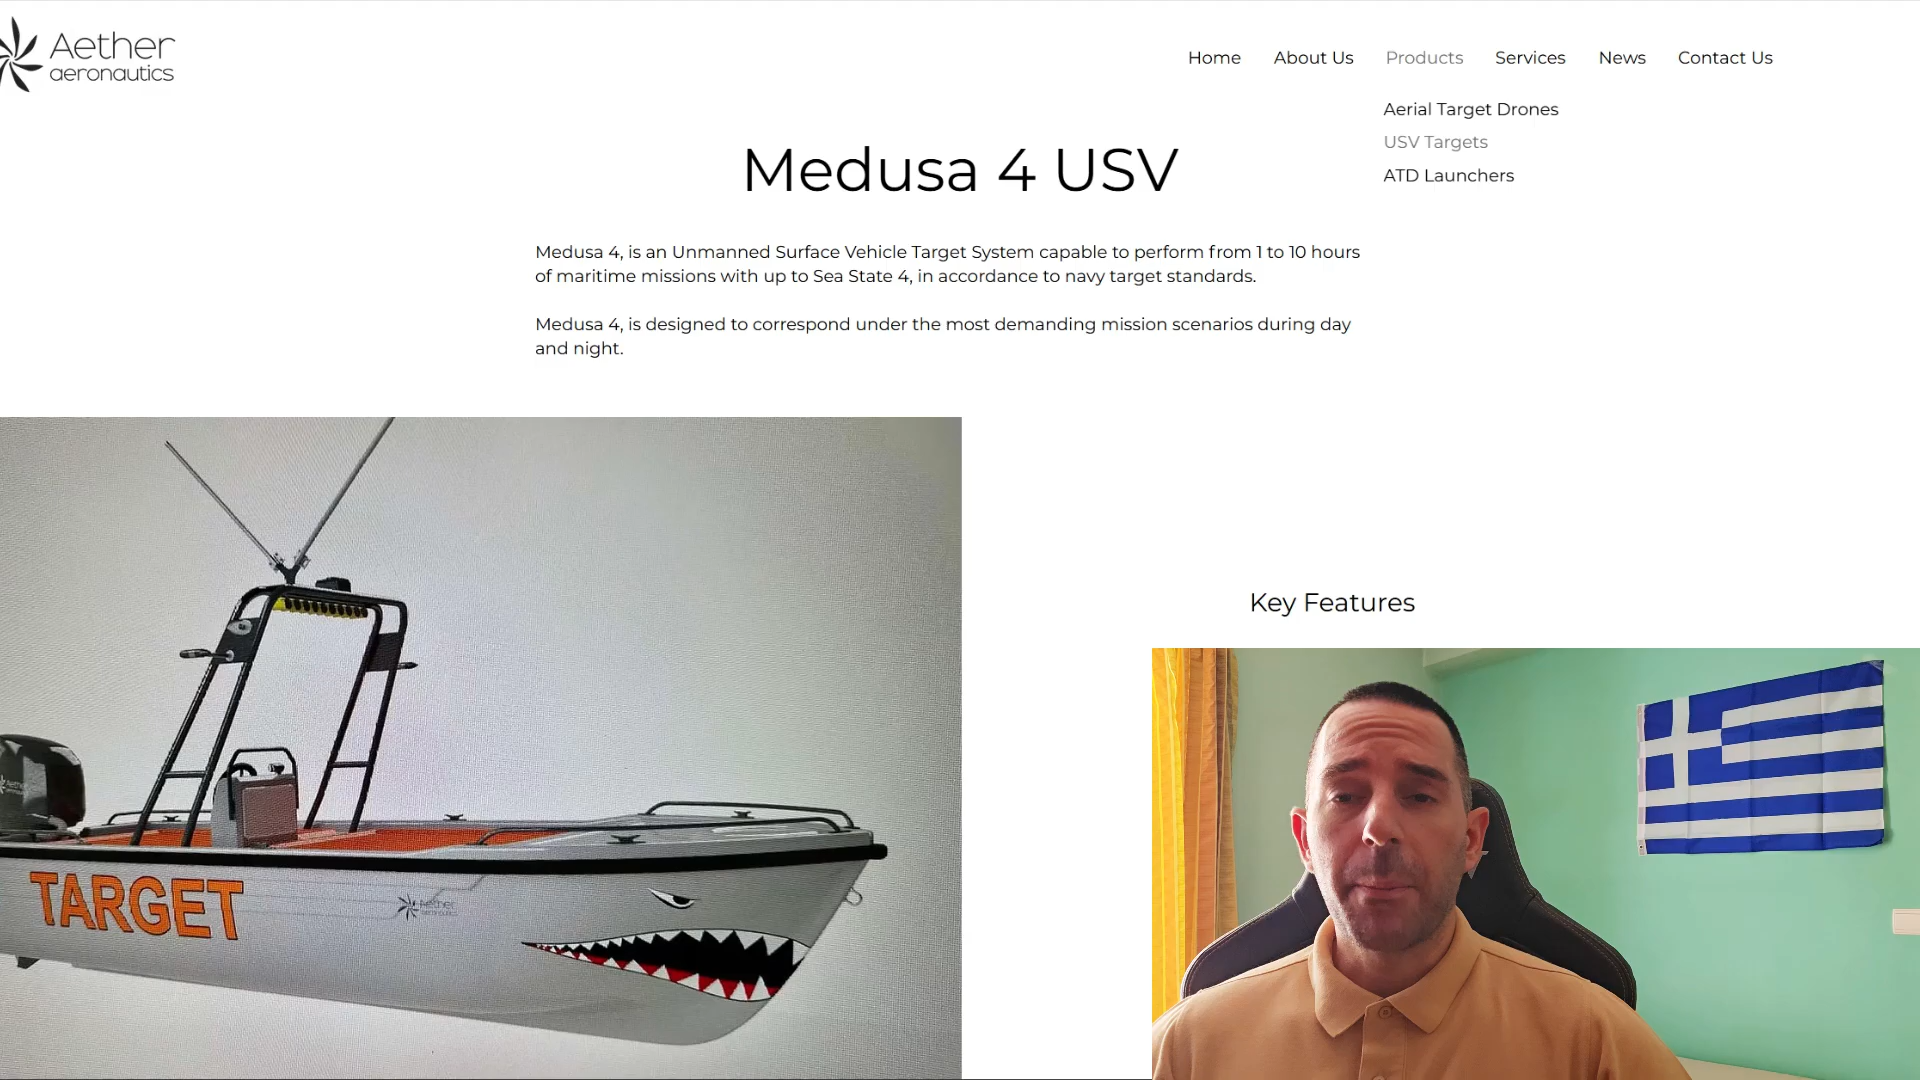 Aether
aeronautics
Home
About Us
Products
Services
News
Contact Us
Aerial Target Drones
USV Targets
ATD Launchers
Medusa 4 USV
Medusa 4, is an Unmanned Surface Vehicle Target System capable to perform from 1 to 10 hours
of maritime missions with up to Sea State 4, in accordance to navy target standards.
Medusa 4, is designed to correspond under the most demanding mission scenarios during day
and night.
Key Features
TARGET
Aether
aeronautics